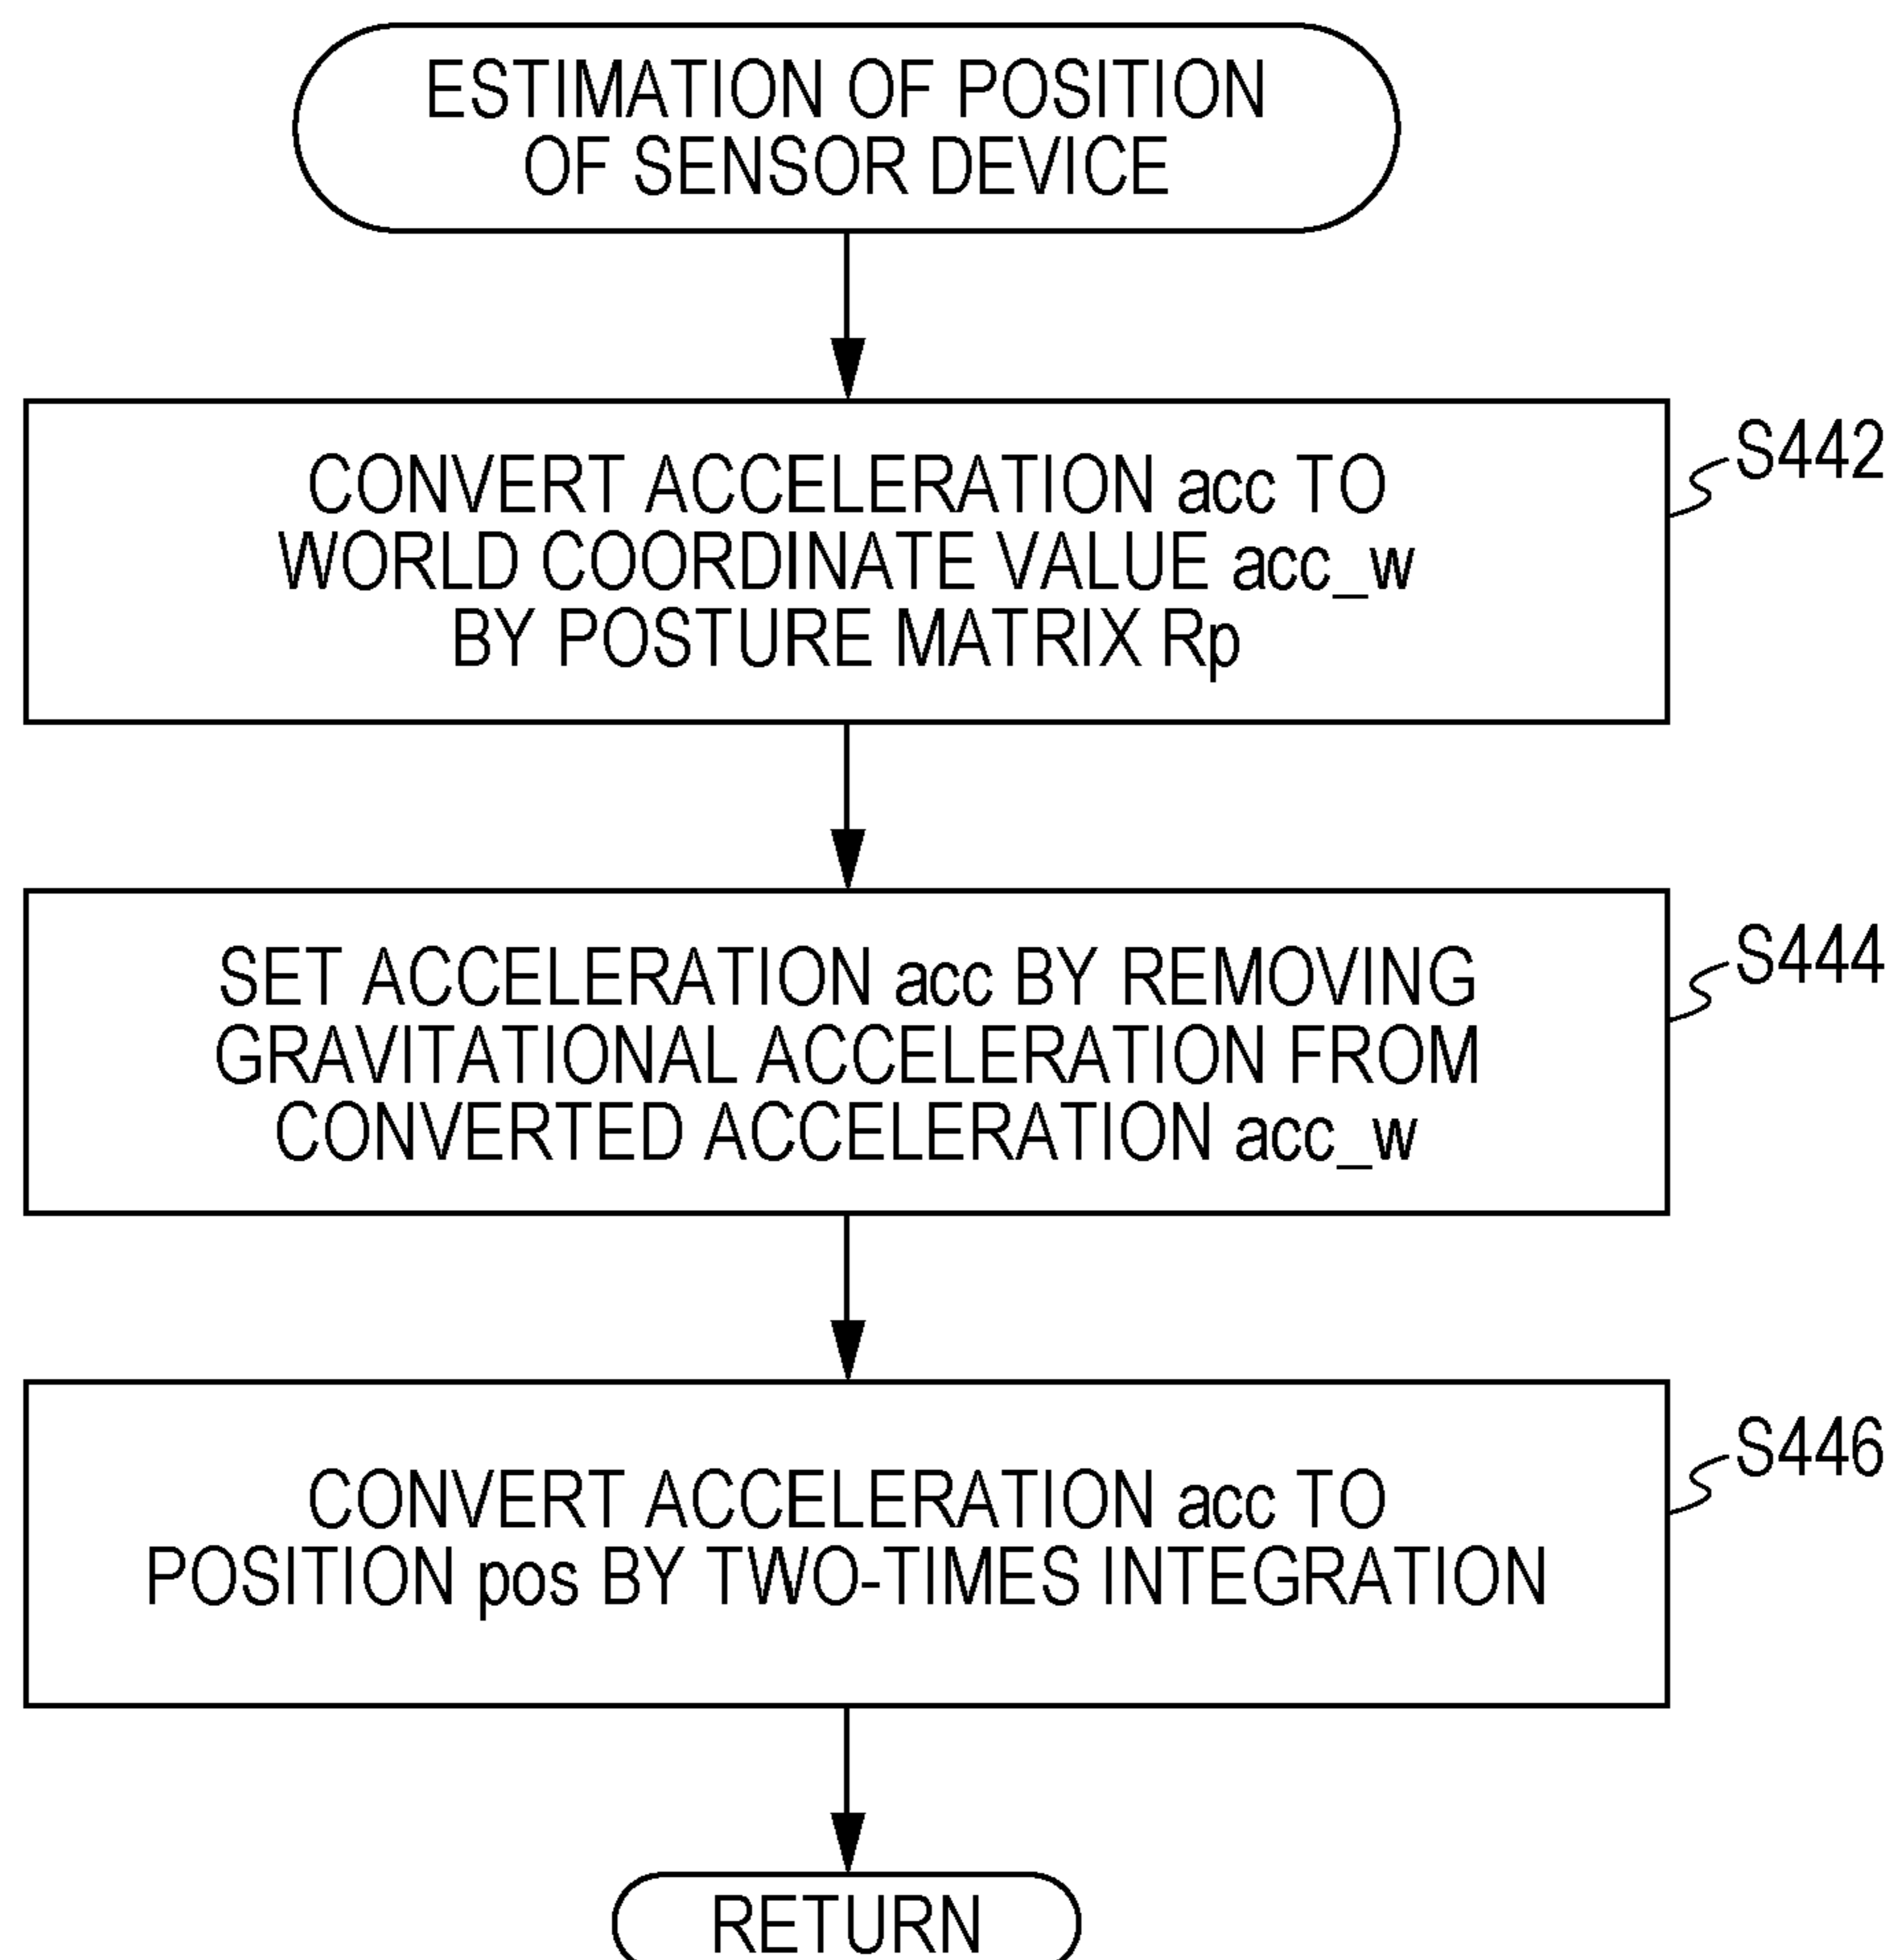 ESTIMATION OF POSITION
OF SENSOR DEVICE
CONVERT ACCELERATION acc TO
WORLD COORDINATE VALUE acc_w
BY POSTURE MATRIX Rp
S442
SET ACCELERATION acc BY REMOVING
GRAVITATIONAL ACCELERATION FROM
CONVERTED ACCELERATION acc_w
S444
CONVERT ACCELERATION acc TO
POSITION pos BY TWO-TIMES INTEGRATION
S446
RETURN